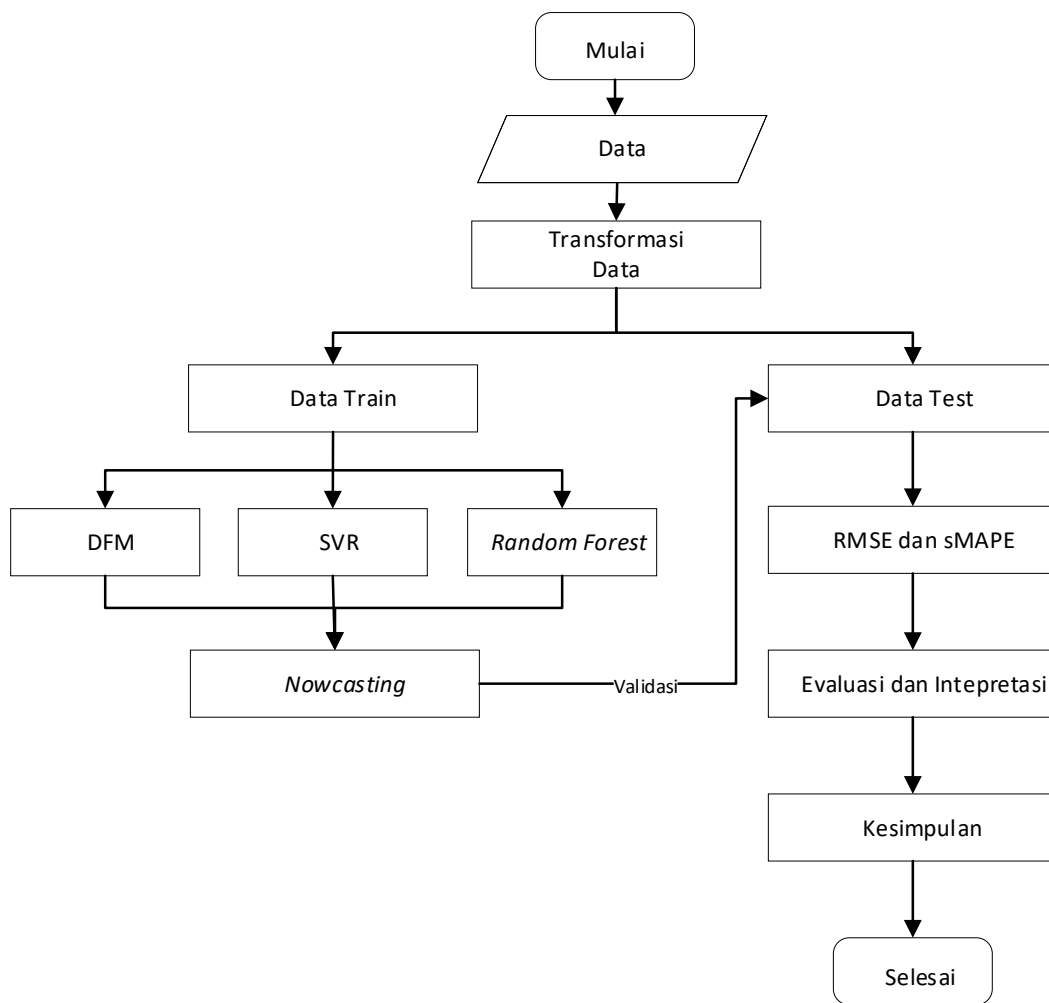 Mulai
Data
Transformasi
Data
Data Train
Data Test
DFM
SVR
Random Forest
RMSE dan sMAPE
Nowcasting
Validasi
Evaluasi dan Intepretasi
Kesimpulan
Selesai